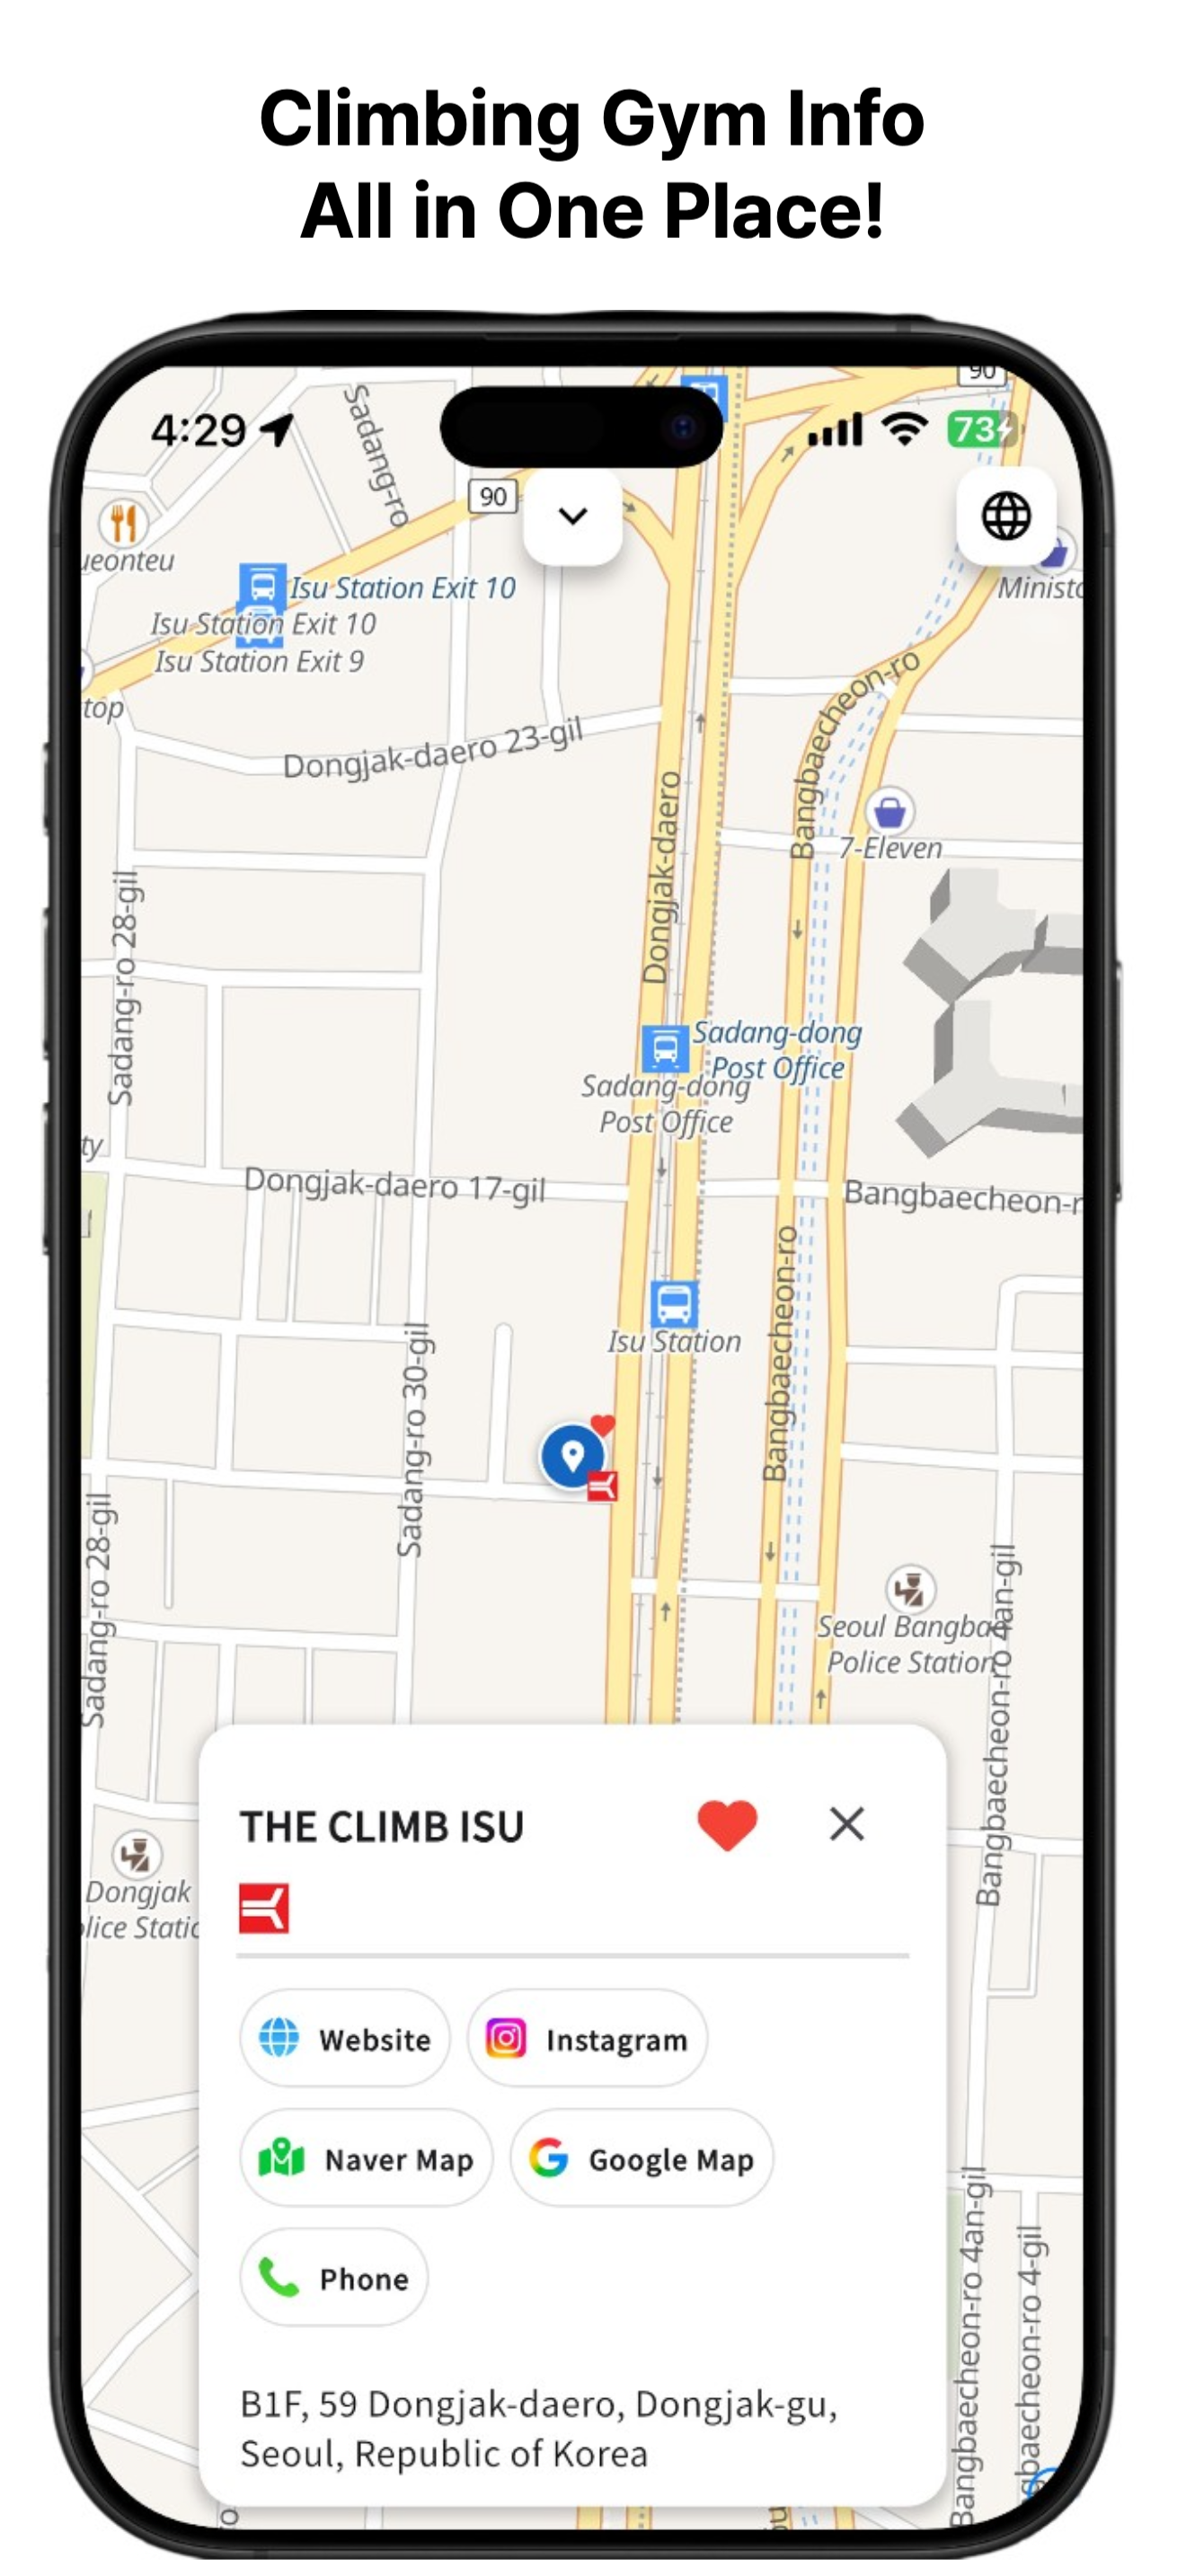 Climbing Gym Info
All in One Place!
4:29
73
90
90
Sadang-ro
ueonteu
Isu Station Exit 10
Isu Station Exit 10
Isu Station Exit 9
Ministo
top
Dongjak-daero 23-gil
Bangbaecheon-ro
Dongjak-daero
7-Eleven
Sadang-ro 28-gil
Sadang-dong
Post Office
Sadang-dong
Post Office
ty
Dongjak-daero 17-gil
Bangbaecheon-r
Isu Station
Bangbaecheon-ro
Sadang-ro 30-gil
Sadang-ro 28-gil
Seoul Bangbae
Police Station
Bangbaecheon-ro 4an-gil
Dongjak
olice Static
THE CLIMB ISU
Website
Instagram
Naver Map
Google Map
Phone
B1F, 59 Dongjak-daero, Dongjak-gu,
Seoul, Republic of Korea
Bangbaecheon-ro 4an-gil
gbaecheon-ro 4-gil